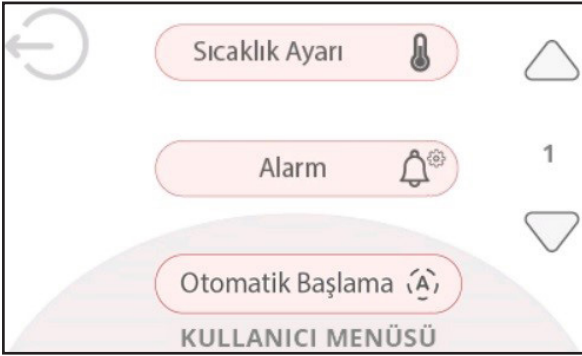 Sıcaklık Ayarı
Alarm
1
Otomatik Başlama A
KULLANICI MENÜSÜ